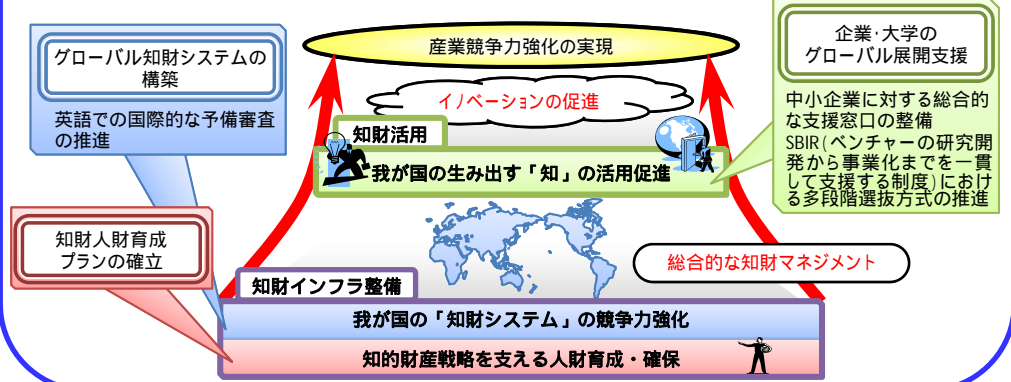 産業競争力強化の実現
グローバル知財システムの
構築
英語での国際的な予備審査
の推進
企業・大学の
グローバル展開支援
中小企業に対する総合的
な支援窓口の整備
SBIR(ベンチャーの研究開
発から事業化までを一貫
して支援する制度)におけ
る多段階選抜方式の推進
イノベーションの促進
知財活用
我が国の生み出す「知」の活用促進
知財人財育成
プランの確立
総合的な知財マネジメント
知財インフラ整備
我が国の「知財システム」の競争力強化
知的財産戦略を支える人財育成・確保